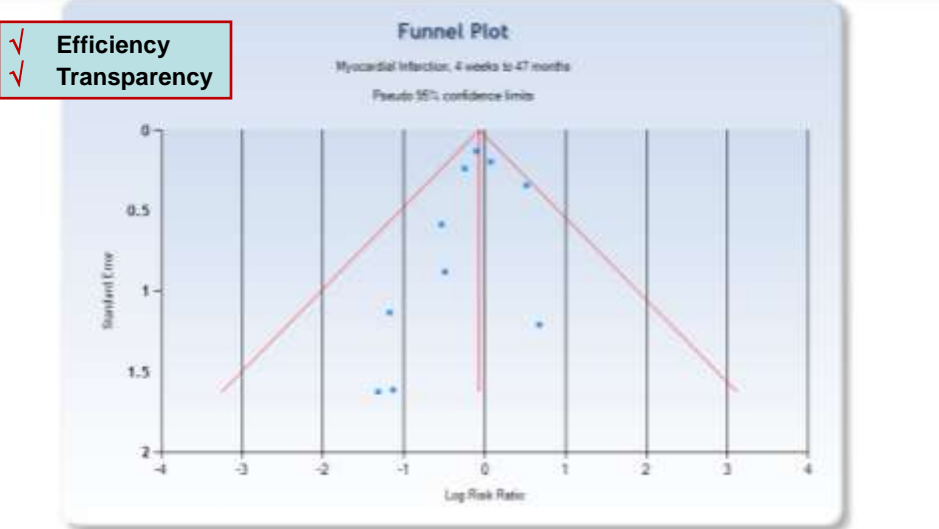 √ Efficiency
√ Transparency
Funnel Plot
Myocardial Infarction, 4 weeks to 47 months
Pseudo 95% confidence limits
Standard Error
0
0.5
1
1.5
2
-4 -3 -2 -1 0 1 2 3 4
Log Risk Ratio